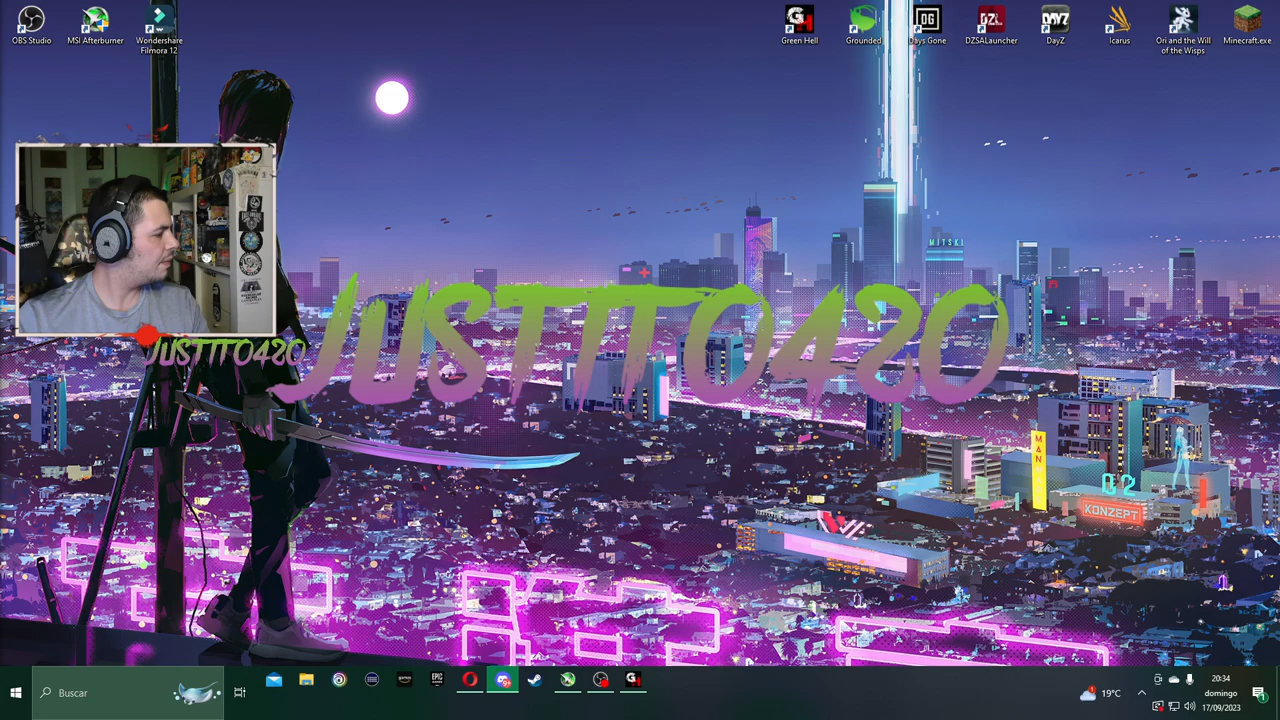 OBS Studio
MSI Afterburner
Wondershare
Filmora 12
Green Hell
Grounded
Days Gone
DZSALauncher
DayZ
Icarus
Ori and the Will
of the Wisps
Minecraft.exe
MITSKI
JUSTITO420
JUSTITO420
02
KONZEPT
Buscar
19°C
20:34
domingo
17/09/2023